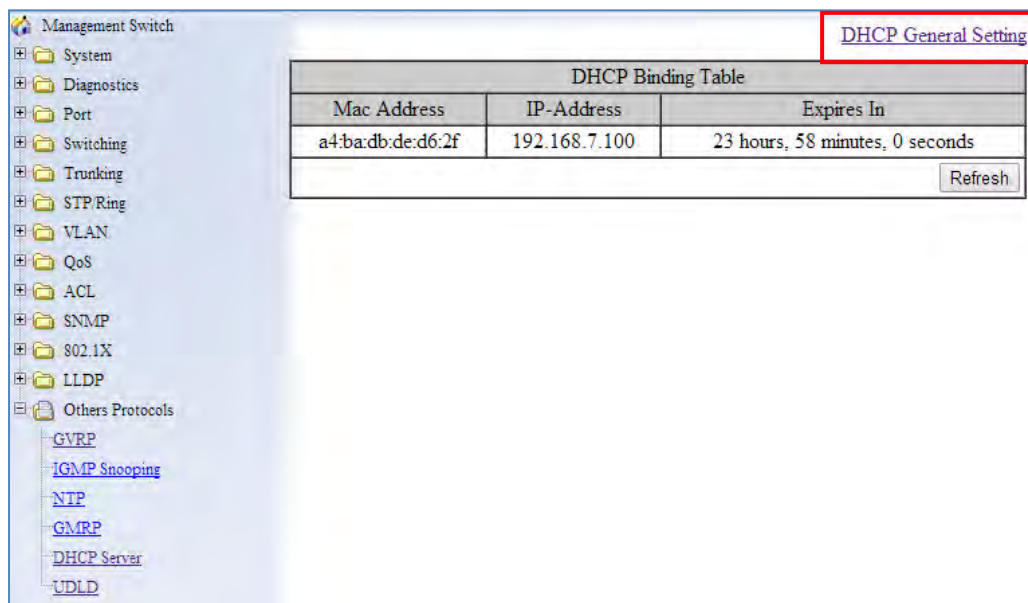 Management Switch
System
Diagnostics
Port
Switching
Trunking
STP/Ring
VLAN
QoS
ACL
SNMP
802.1X
LLDP
Others Protocols
GVRP
IGMP Snooping
NTP
GMRP
DHCP Server
UDLD
DHCP General Setting
DHCP Binding Table
Mac Address IP-Address Expires In
a4:ba:db:de:d6:2f 192.168.7.100 23 hours, 58 minutes, 0 seconds
Refresh